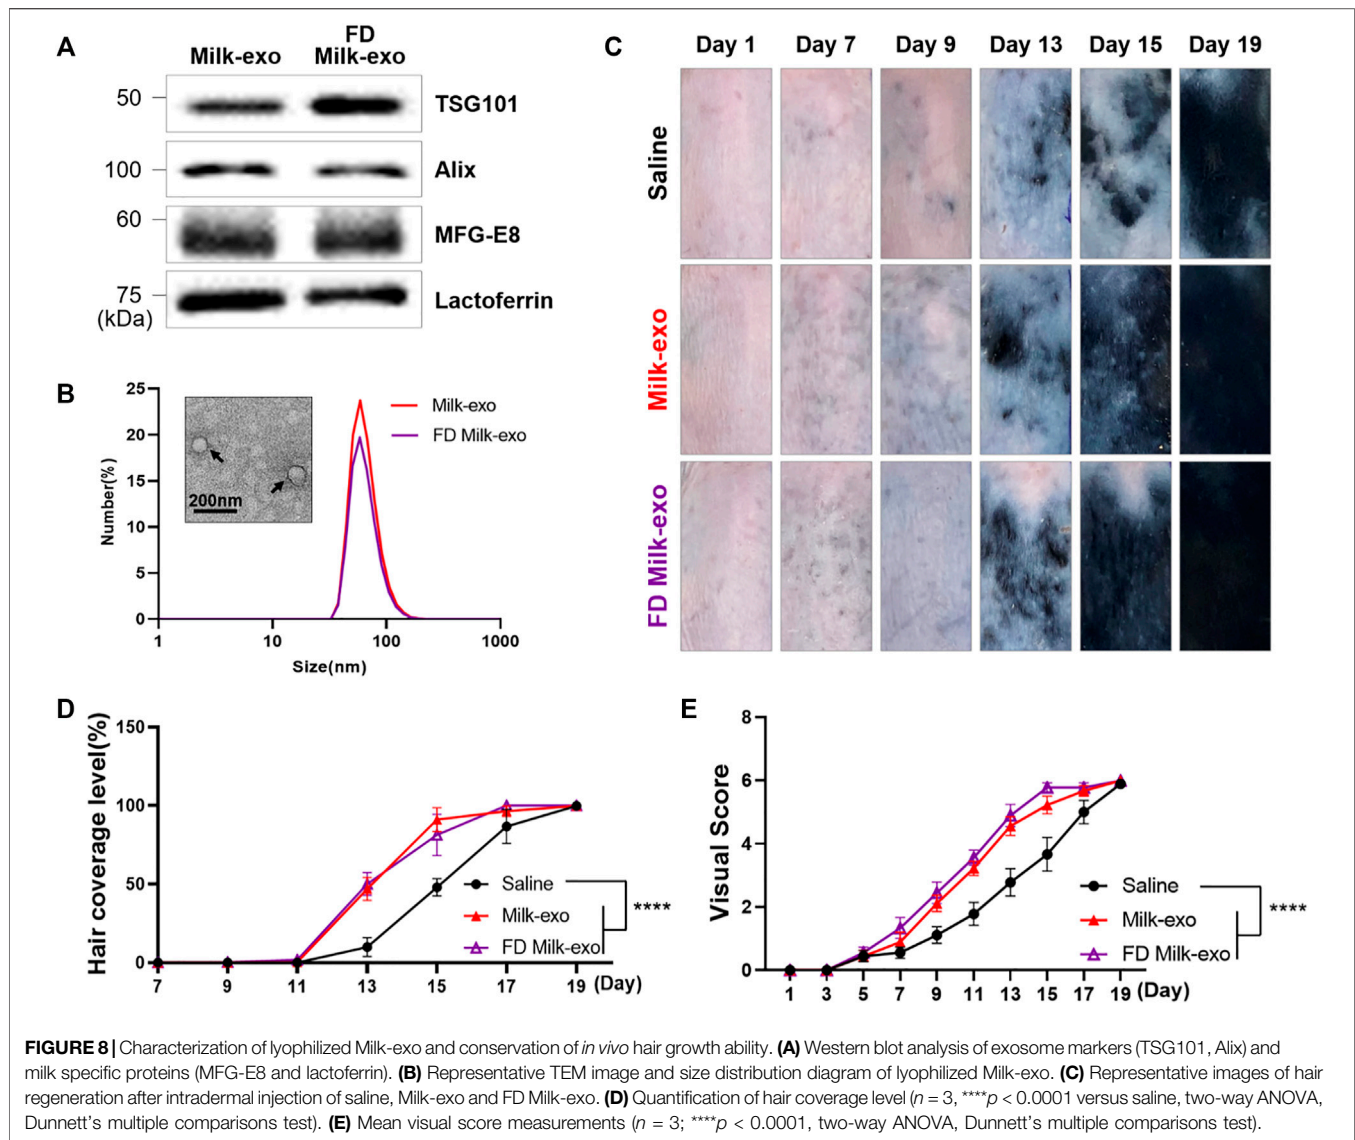 A
Milk-exo
FD
Milk-exo
50
TSG101
100
Alix
60
MFG-E8
75
(kDa)
Lactoferrin
B
25
20
15
10
5
0
Number(%)
200nm
Milk-exo
FD Milk-exo
1
10
100
1000
Size(nm)
C
Day 1
Day 7
Day 9
Day 13
Day 15
Day 19
Saline
Milk-exo
FD Milk-exo
D
150
100
50
0
Hair coverage level(%)
Saline
Milk-exo
FD Milk-exo
****
7 9 11 13 15 17 19 (Day)
E
8
6
4
2
0
Visual Score
Saline
Milk-exo
FD Milk-exo
****
1 3 5 7 9 11 13 15 17 19 (Day)
FIGURE 8 | Characterization of lyophilized Milk-exo and conservation of in vivo hair growth ability. (A) Western blot analysis of exosome markers (TSG101, Alix) and
milk specific proteins (MFG-E8 and lactoferrin). (B) Representative TEM image and size distribution diagram of lyophilized Milk-exo. (C) Representative images of hair
regeneration after intradermal injection of saline, Milk-exo and FD Milk-exo. (D) Quantification of hair coverage level (n = 3, ****p < 0.0001 versus saline, two-way ANOVA,
Dunnett's multiple comparisons test). (E) Mean visual score measurements (n = 3; ****p < 0.0001, two-way ANOVA, Dunnett's multiple comparisons test).